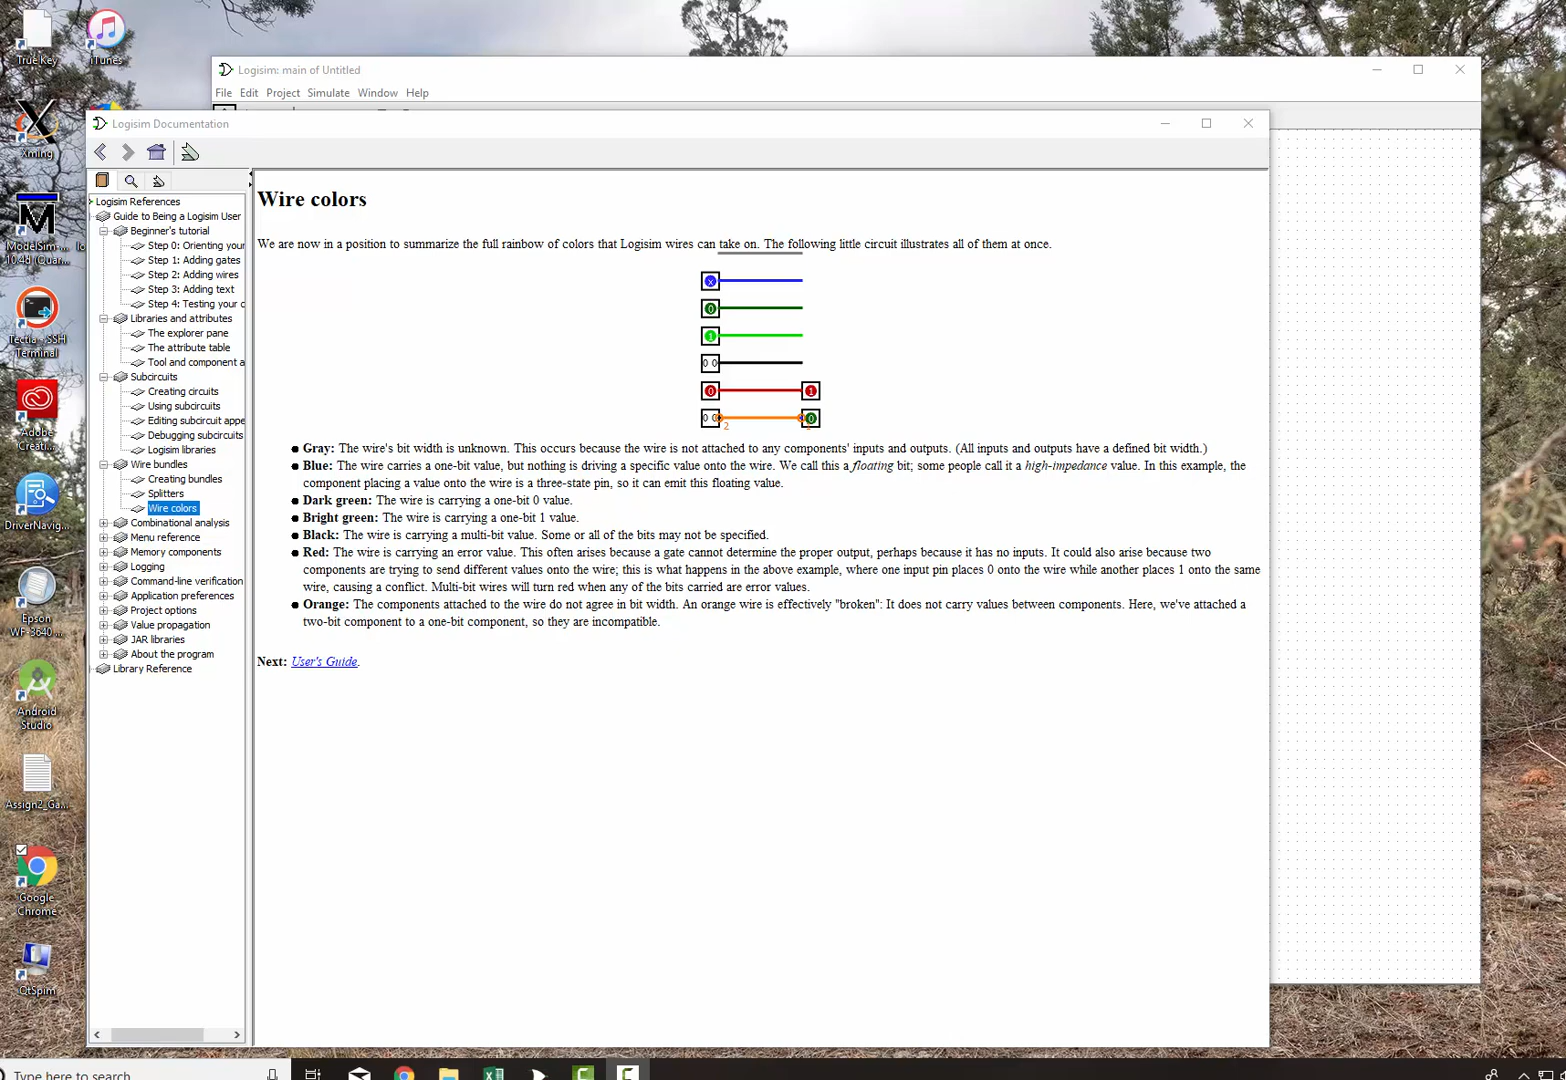 True Key
iTunes
Logisim: main of Untitled
File Edit Project Simulate Window Help
Logisim Documentation
Xming
ModelSim-...
10.4d (Quar...
Tectia - SSH
Terminal
Adobe
Creati...
DriverNavig...
Epson
WF-3640 ...
Android
Studio
Assign2_Ga...
Google
Chrome
QtSpim
Logisim References
Guide to Being a Logisim User
Beginner's tutorial
Step 0: Orienting your
Step 1: Adding gates
Step 2: Adding wires
Step 3: Adding text
Step 4: Testing your c
Libraries and attributes
The explorer pane
The attribute table
Tool and component a
Subcircuits
Creating circuits
Using subcircuits
Editing subcircuit appe
Debugging subcircuits
Logisim libraries
Wire bundles
Creating bundles
Splitters
Wire colors
Combinational analysis
Menu reference
Memory components
Logging
Command-line verification
Application preferences
Project options
Value propagation
JAR libraries
About the program
Library Reference
Wire colors
We are now in a position to summarize the full rainbow of colors that Logisim wires can take on. The following little circuit illustrates all of them at once.
x
0
1
0 0
0 1
0 0 2
Gray: The wire's bit width is unknown. This occurs because the wire is not attached to any components' inputs and outputs. (All inputs and outputs have a defined bit width.)
Blue: The wire carries a one-bit value, but nothing is driving a specific value onto the wire. We call this a floating bit; some people call it a high-impedance value. In this example, the
component placing a value onto the wire is a three-state pin, so it can emit this floating value.
Dark green: The wire is carrying a one-bit 0 value.
Bright green: The wire is carrying a one-bit 1 value.
Black: The wire is carrying a multi-bit value. Some or all of the bits may not be specified.
Red: The wire is carrying an error value. This often arises because a gate cannot determine the proper output, perhaps because it has no inputs. It could also arise because two
components are trying to send different values onto the wire; this is what happens in the above example, where one input pin places 0 onto the wire while another places 1 onto the same
wire, causing a conflict. Multi-bit wires will turn red when any of the bits carried are error values.
Orange: The components attached to the wire do not agree in bit width. An orange wire is effectively "broken": It does not carry values between components. Here, we've attached a
two-bit component to a one-bit component, so they are incompatible.
Next: User's Guide.
Type here to search